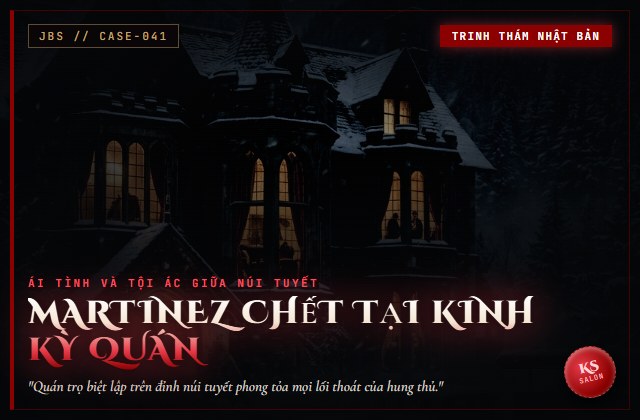 JBS // CASE-041
TRINH THÁM NHẬT BẢN
ÁI TÌNH VÀ TỘI ÁC GIỮA NÚI TUYẾT
MARTINEZ CHẾT TẠI KINH
KỲ QUÁN
"Quán trọ biệt lập trên đỉnh núi tuyết phong tỏa mọi lối thoát của hung thủ."
KS
SALON